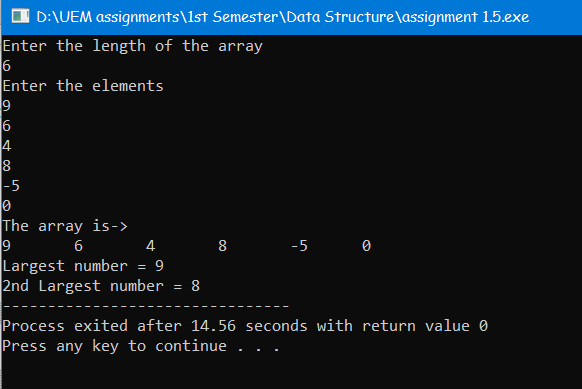 D:\UEM assignments\1st Semester\Data Structure\assignment 1.5.exe
Enter the length of the array
6
Enter the elements
9
6
4
8
-5
0
The array is->
9       6       4       8       -5      0
Largest number = 9
2nd Largest number = 8
--------------------------------
Process exited after 14.56 seconds with return value 0
Press any key to continue . . .